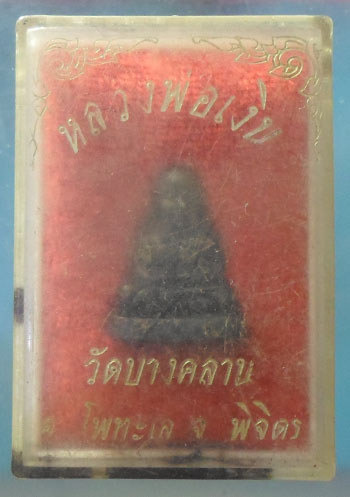 หลวงพ่อเงิน
วัดบางคลาน
อ โพทะเล จ พิจิตร